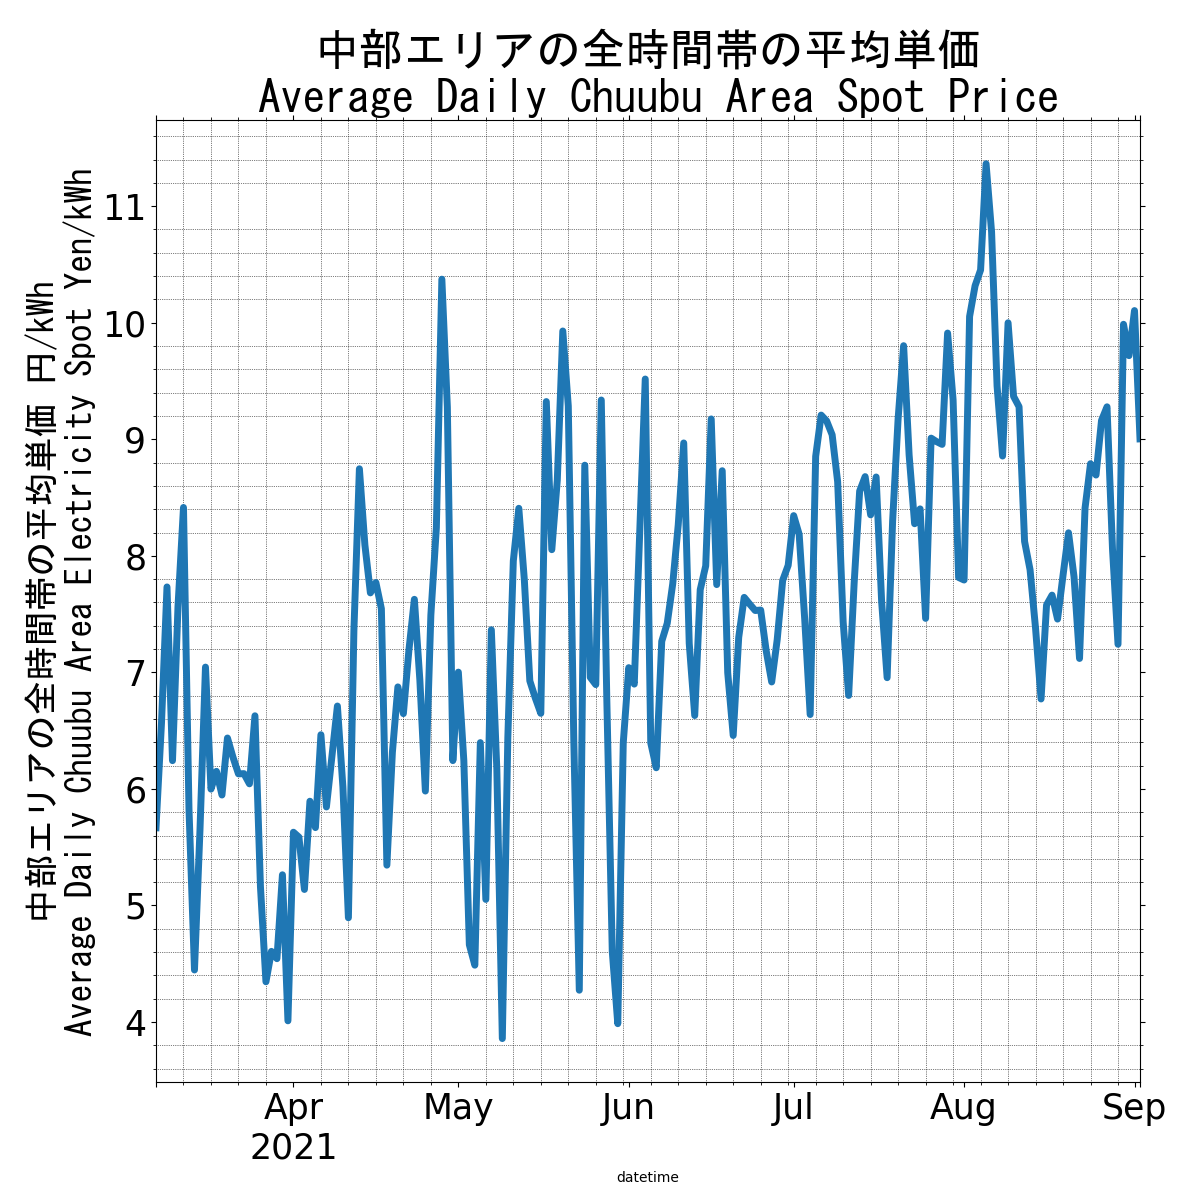 中部エリアの全時間帯の平均単価
Average Daily Chuubu Area Spot Price
中部エリアの全時間帯の平均単価 円/kWh
Average Daily Chuubu Area Electricity Spot Yen/kWh
11
10
9
8
7
6
5
4
Apr
2021
May
Jun
Jul
Aug
Sep
datetime